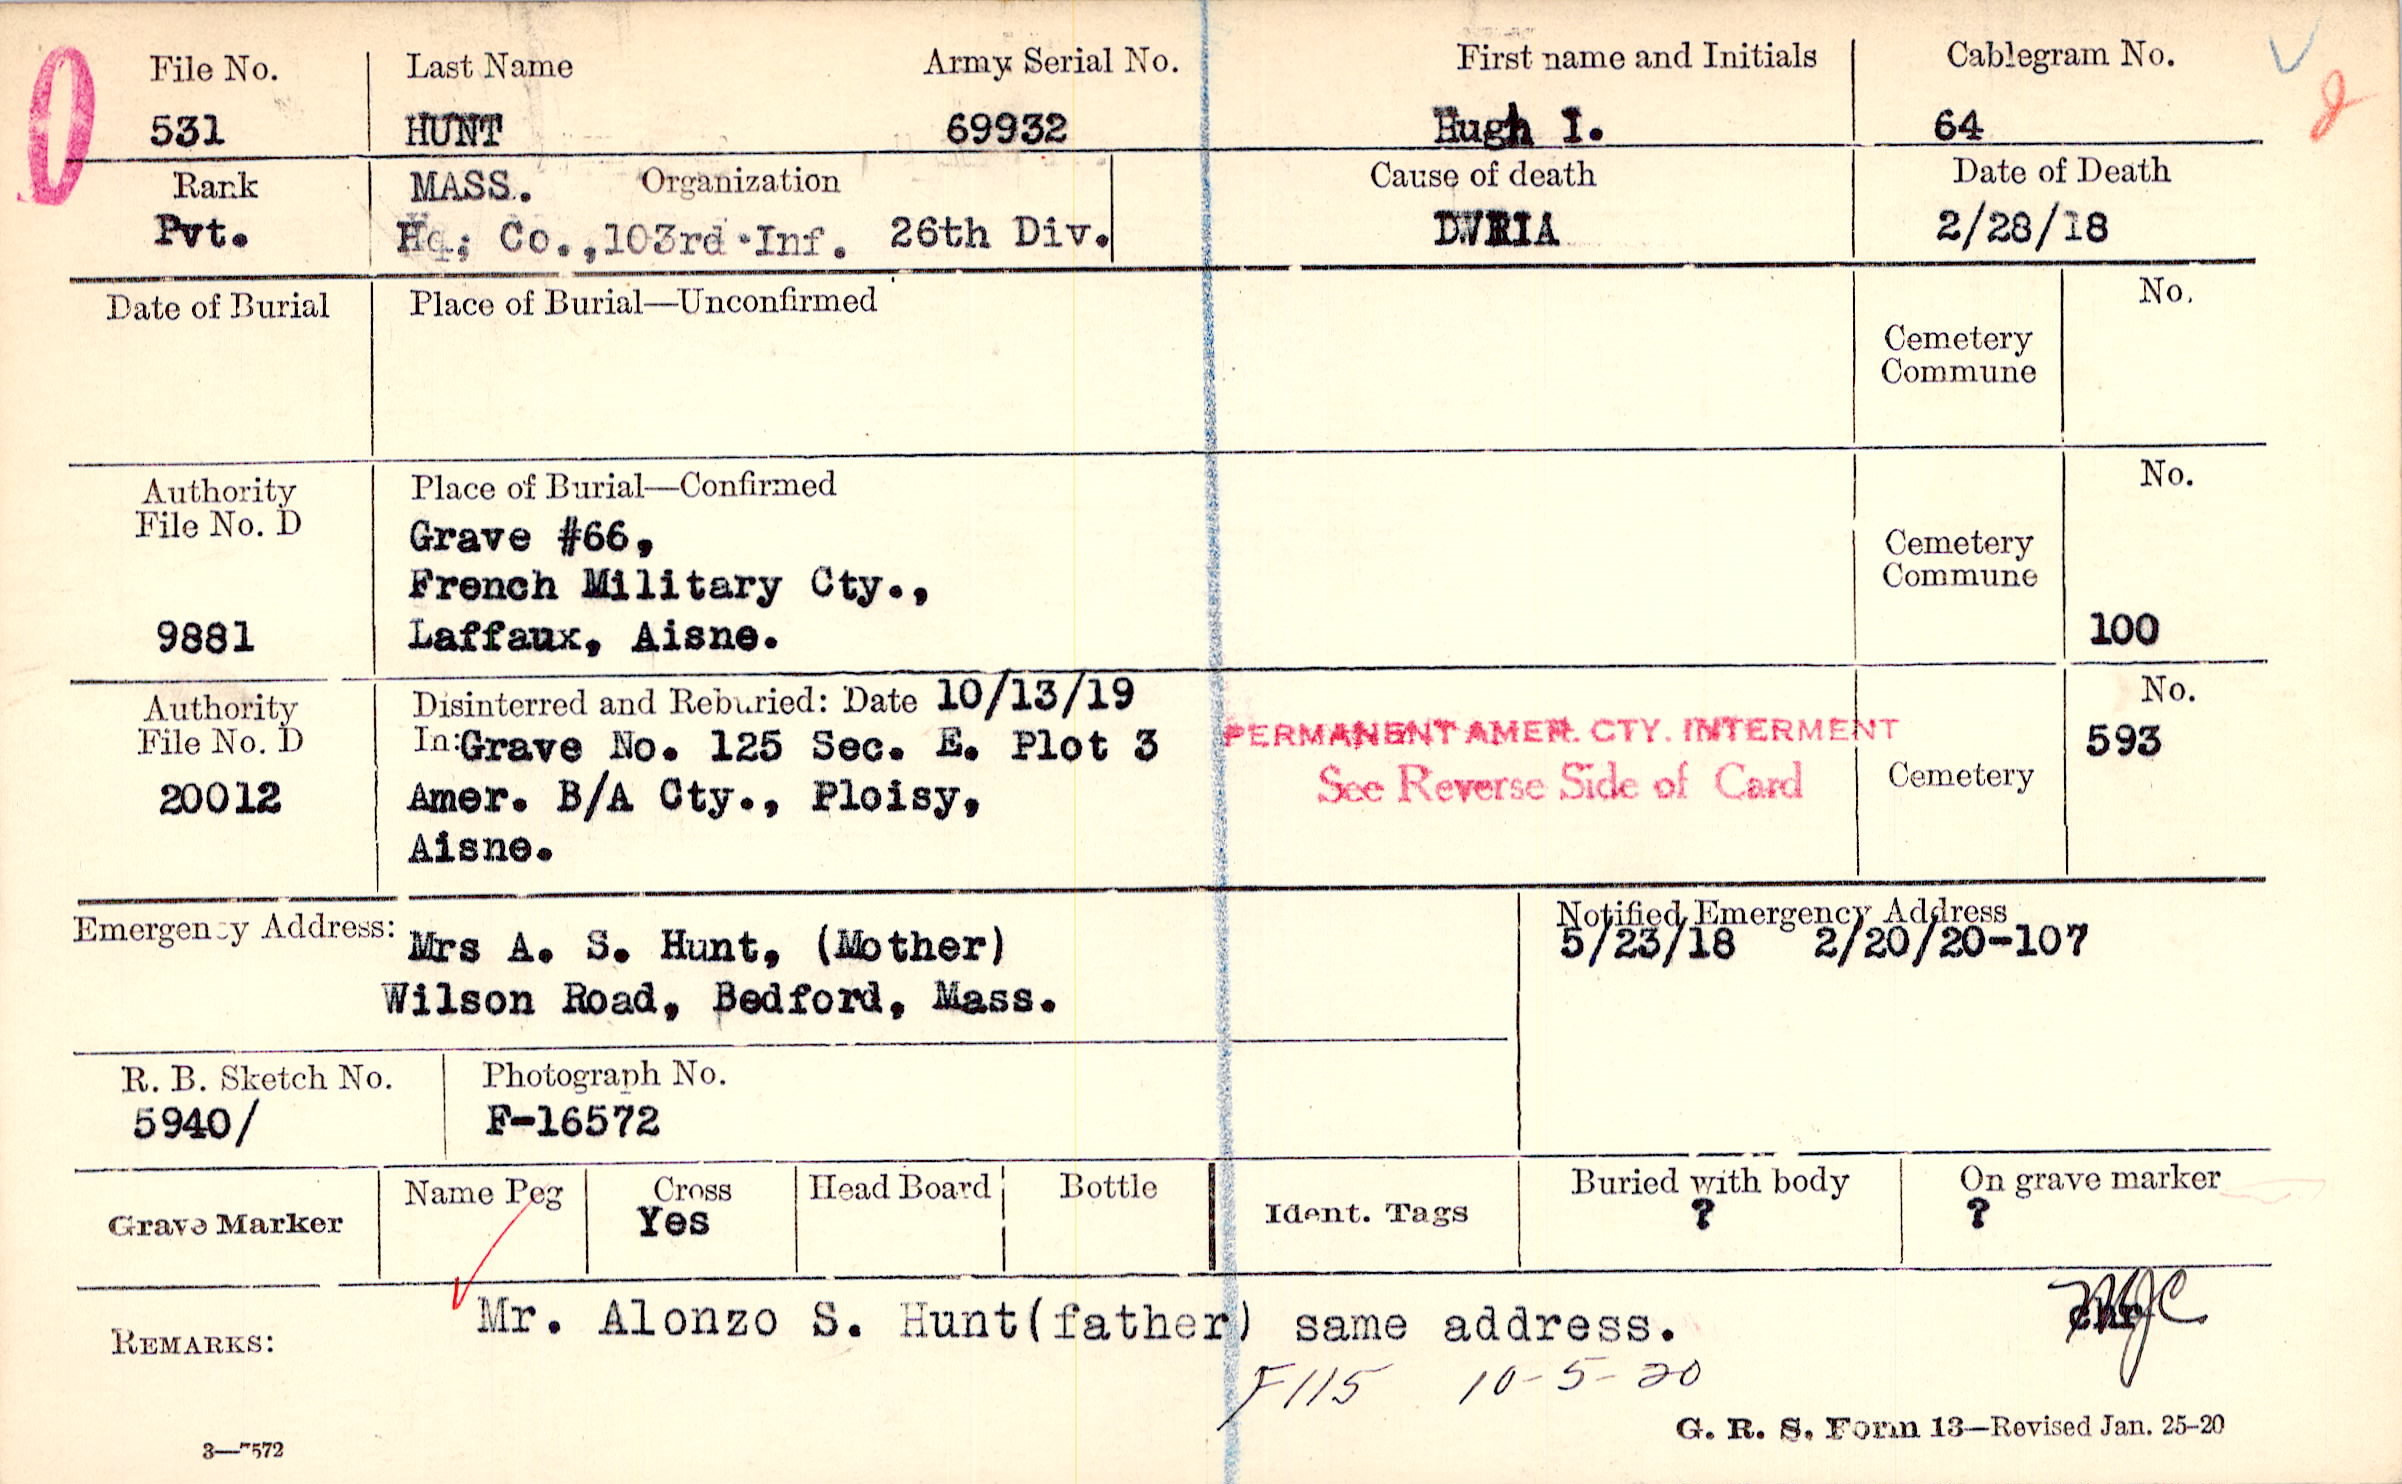 File No. Last Name Army Serial No. First name and Initials Cablegram No.
531 HUNT 69932 Hugh I. 64
Rank MASS. Organization Cause of death Date of Death
Pvt. Hq; Co.,103rd Inf. 26th Div. DWRIA 2/28/18
Date of Burial Place of Burial—Unconfirmed No.
Cemetery
Commune
Authority Place of Burial—Confirmed No.
File No. D Grave #66, Cemetery
French Military Cty., Commune
9881 Laffaux, Aisne. 100
Authority Disinterred and Reburied: Date 10/13/19 No.
File No. D In:Grave No. 125 Sec. E. Plot 3 PERMANENT AMER. CTY. INTERMENT 593
20012 Amer. B/A Cty., Ploisy, See Reverse Side of Card Cemetery
Aisne.
Emergency Address: Mrs A. S. Hunt, (Mother) Notified Emergency Address
Wilson Road, Bedford, Mass. 5/23/18 2/20/20-107
R. B. Sketch No. Photograph No.
5940/ F-16572
Grave Marker Name Peg Cross Head Board Bottle Ident. Tags Buried with body On grave marker
Yes ? ?
REMARKS: Mr. Alonzo S. Hunt(father) same address.
F115 10-5-20
3—7572 G. R. S. Form 13—Revised Jan. 25-20